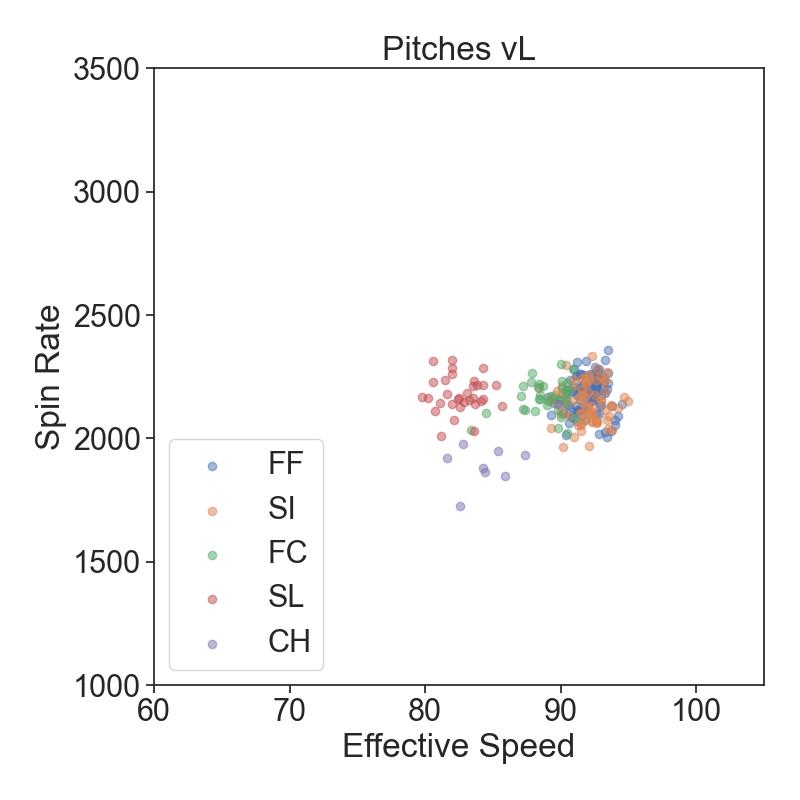 Pitches vL
3500
3000
2500
2000
1500
1000
Spin Rate
FF
SI
FC
SL
CH
60 70 80 90 100
Effective Speed